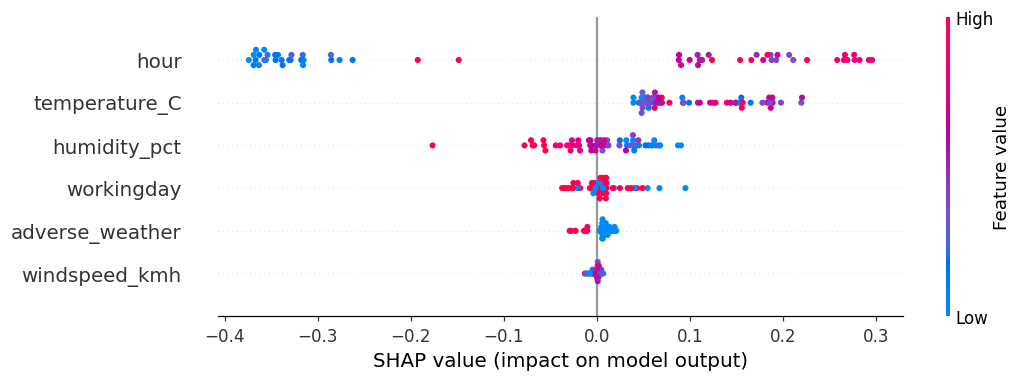 High
hour
temperature_C
humidity_pct
workingday
adverse_weather
windspeed_kmh
Feature value
Low
−0.4 −0.3 −0.2 −0.1 0.0 0.1 0.2 0.3
SHAP value (impact on model output)